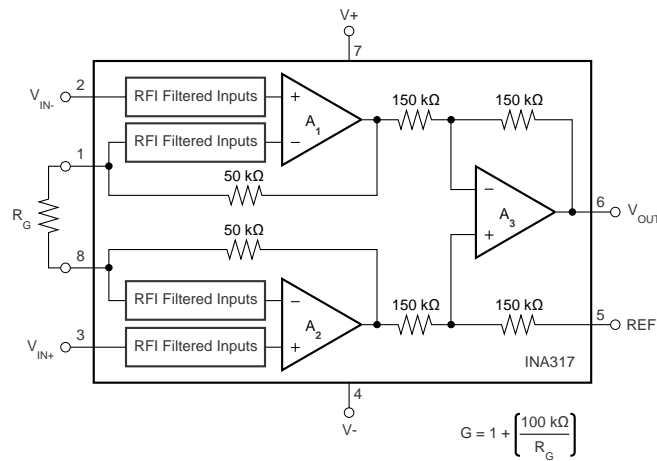 V+
7
2
V_IN-
RFI Filtered Inputs
+
A_1
150 kΩ
150 kΩ
RFI Filtered Inputs
−
1
50 kΩ
R_G
−
A_3
6
V_OUT
+
8
50 kΩ
RFI Filtered Inputs
−
A_2
150 kΩ
150 kΩ
5
REF
3
V_IN+
RFI Filtered Inputs
+
INA317
4
V-
G = 1 + [100 kΩ / R_G]